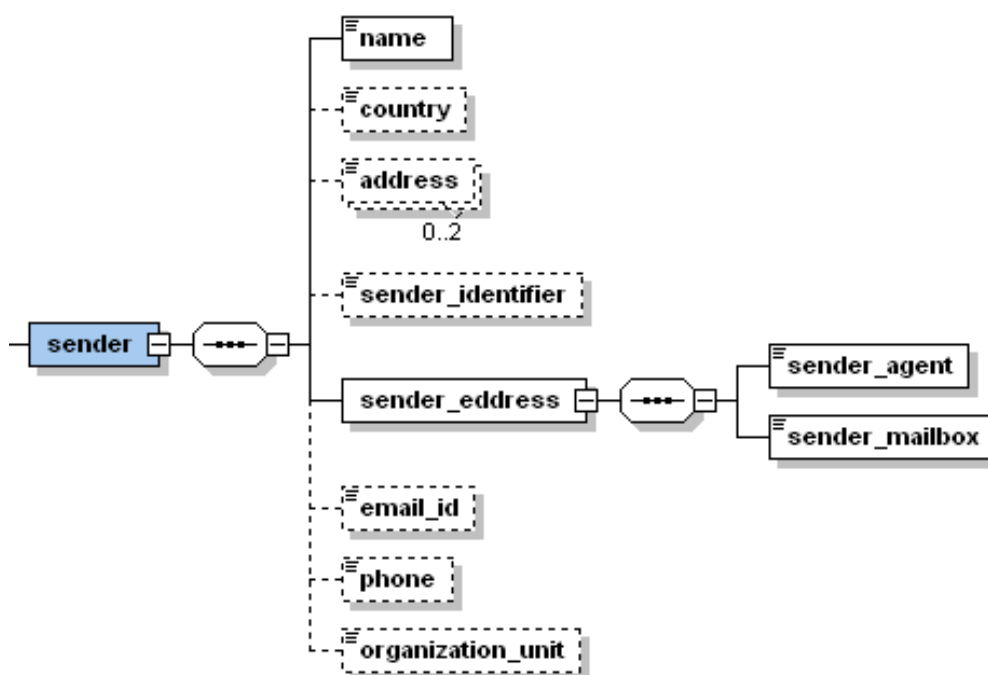 name
country
address
0..2
sender_identifier
sender
sender_eddress
sender_agent
sender_mailbox
email_id
phone
organization_unit